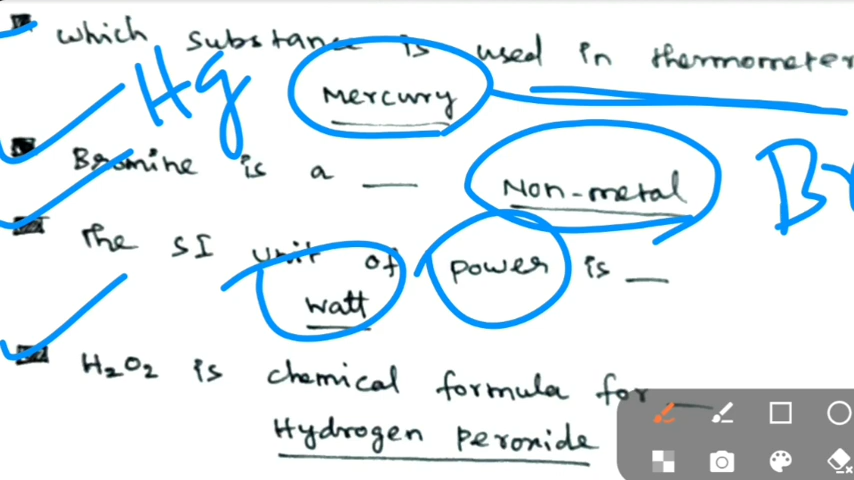 which substance is used in thermometer
Hg Mercury
Bromine is a __ Non-metal Br
The SI unit of power is __
watt
H₂O₂ is chemical formula for __
Hydrogen peroxide